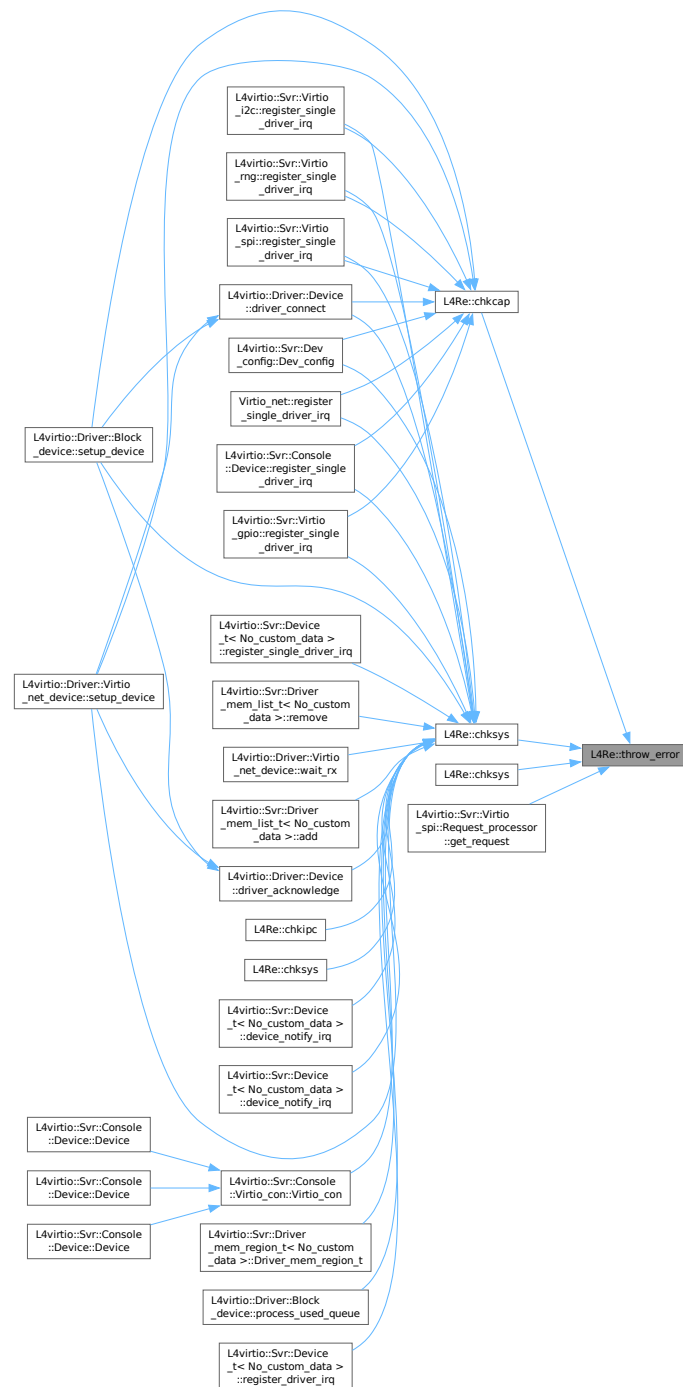 L4virtio::Svr::Virtio
_i2c::register_single
_driver_irq
L4virtio::Svr::Virtio
_rng::register_single
_driver_irq
L4virtio::Svr::Virtio
_spi::register_single
_driver_irq
L4virtio::Driver::Device
::driver_connect
L4Re::chkcap
L4virtio::Svr::Dev
_config::Dev_config
Virtio_net::register
_single_driver_irq
L4virtio::Driver::Block
_device::setup_device
L4virtio::Svr::Console
::Device::register_single
_driver_irq
L4virtio::Svr::Virtio
_gpio::register_single
_driver_irq
L4virtio::Svr::Device
_t< No_custom_data >
::register_single_driver_irq
L4virtio::Driver::Virtio
_net_device::setup_device
L4virtio::Svr::Driver
_mem_list_t< No_custom
_data >::remove
L4Re::chksys
L4Re::throw_error
L4virtio::Driver::Virtio
_net_device::wait_rx
L4Re::chksys
L4virtio::Svr::Driver
_mem_list_t< No_custom
_data >::add
L4virtio::Svr::Virtio
_spi::Request_processor
::get_request
L4virtio::Driver::Device
::driver_acknowledge
L4Re::chkipc
L4Re::chksys
L4virtio::Svr::Device
_t< No_custom_data >
::device_notify_irq
L4virtio::Svr::Device
_t< No_custom_data >
::device_notify_irq
L4virtio::Svr::Console
::Device::Device
L4virtio::Svr::Console
::Device::Device
L4virtio::Svr::Console
::Virtio_con::Virtio_con
L4virtio::Svr::Console
::Device::Device
L4virtio::Svr::Driver
_mem_region_t< No_custom
_data >::Driver_mem_region_t
L4virtio::Driver::Block
_device::process_used_queue
L4virtio::Svr::Device
_t< No_custom_data >
::register_driver_irq